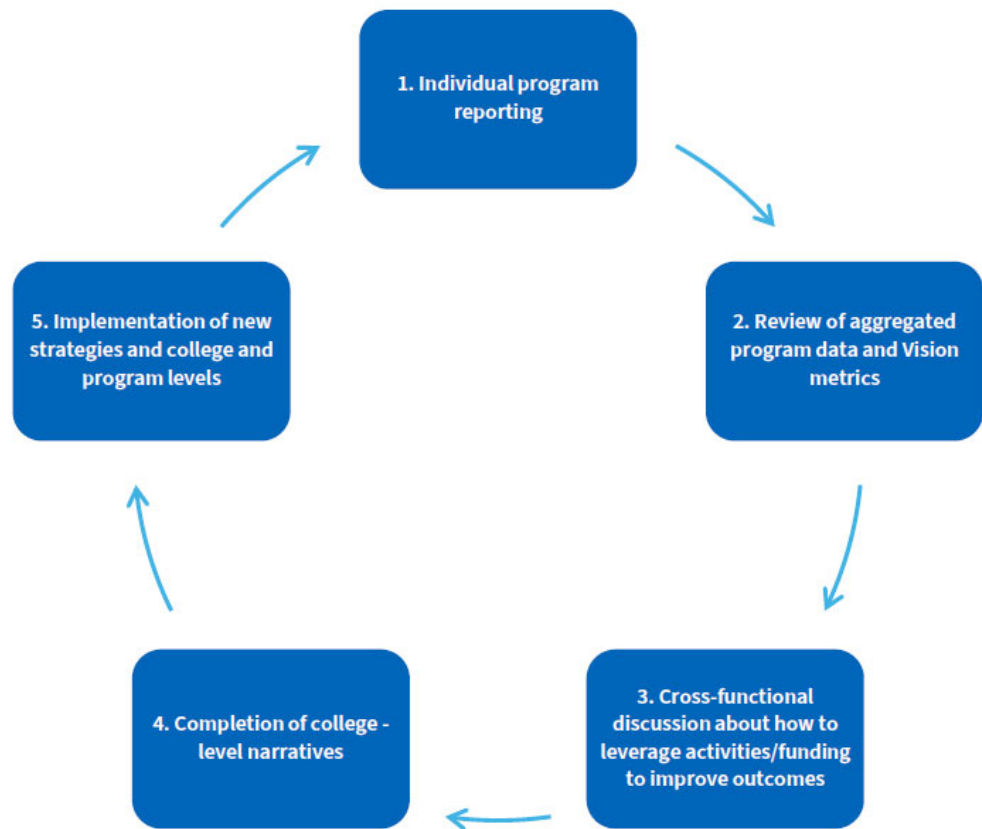 1. Individual program
reporting
2. Review of aggregated
program data and Vision
metrics
3. Cross-functional
discussion about how to
leverage activities/funding
to improve outcomes
4. Completion of college -
level narratives
5. Implementation of new
strategies and college and
program levels